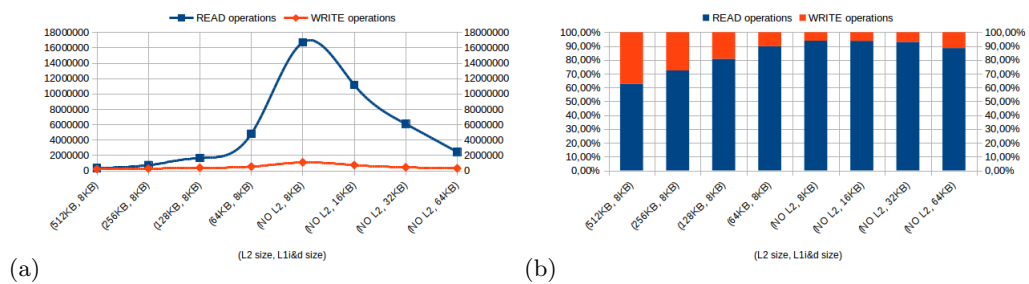 READ operations WRITE operations
18000000 18000000
16000000 16000000
14000000 14000000
12000000 12000000
10000000 10000000
8000000 8000000
6000000 6000000
4000000 4000000
2000000 2000000
0 0
(512KB, 8KB)
(256KB, 8KB)
(128KB, 8KB)
(64KB, 8KB)
(NO L2, 8KB)
(NO L2, 16KB)
(NO L2, 32KB)
(NO L2, 64KB)
(L2 size, L1i&d size)
(a)
READ operations WRITE operations
100,00% 100,00%
90,00% 90,00%
80,00% 80,00%
70,00% 70,00%
60,00% 60,00%
50,00% 50,00%
40,00% 40,00%
30,00% 30,00%
20,00% 20,00%
10,00% 10,00%
0,00% 0,00%
(512KB, 8KB)
(256KB, 8KB)
(128KB, 8KB)
(64KB, 8KB)
(NO L2, 8KB)
(NO L2, 16KB)
(NO L2, 32KB)
(NO L2, 64KB)
(L2 size, L1i&d size)
(b)